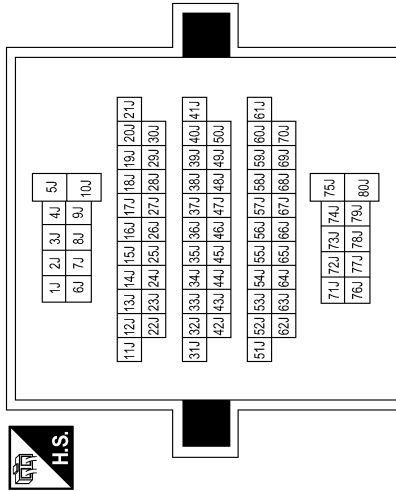 5J 10J
1J 2J 3J 4J
6J 7J 8J 9J
11J 12J 13J 14J 15J 16J 17J 18J 19J 20J 21J
22J 23J 24J 25J 26J 27J 28J 29J 30J
31J 32J 33J 34J 35J 36J 37J 38J 39J 40J 41J
42J 43J 44J 45J 46J 47J 48J 49J 50J
51J 52J 53J 54J 55J 56J 57J 58J 59J 60J 61J
62J 63J 64J 65J 66J 67J 68J 69J 70J
71J 72J 73J 74J 75J
76J 77J 78J 79J 80J
H.S.